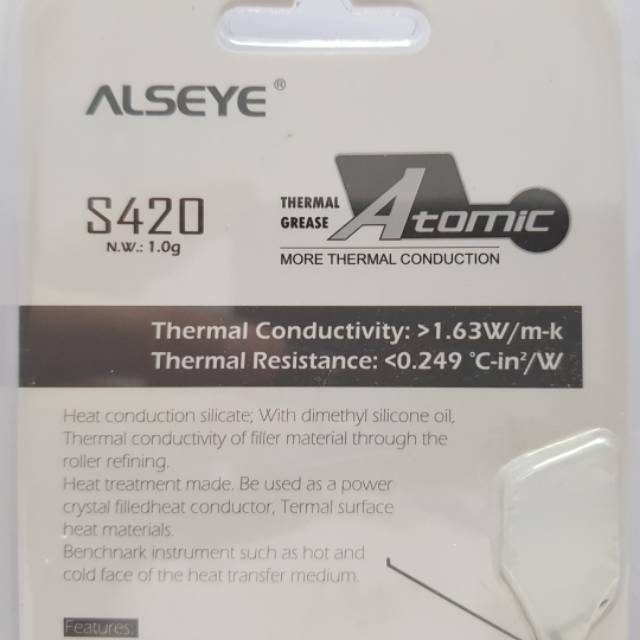 ALSEYE®
S420
N.W.: 1.0g
THERMAL
GREASE
Atomic
MORE THERMAL CONDUCTION
Thermal Conductivity: >1.63W/m-k
Thermal Resistance: <0.249 °C-in²/W
Heat conduction silicate; With dimethyl silicone oil,
Thermal conductivity of filler material through the
roller refining.
Heat treatment made. Be used as a power
crystal filledheat conductor, Termal surface
heat materials.
Benchnark instrument such as hot and
cold face of the heat transfer medium.
Features: